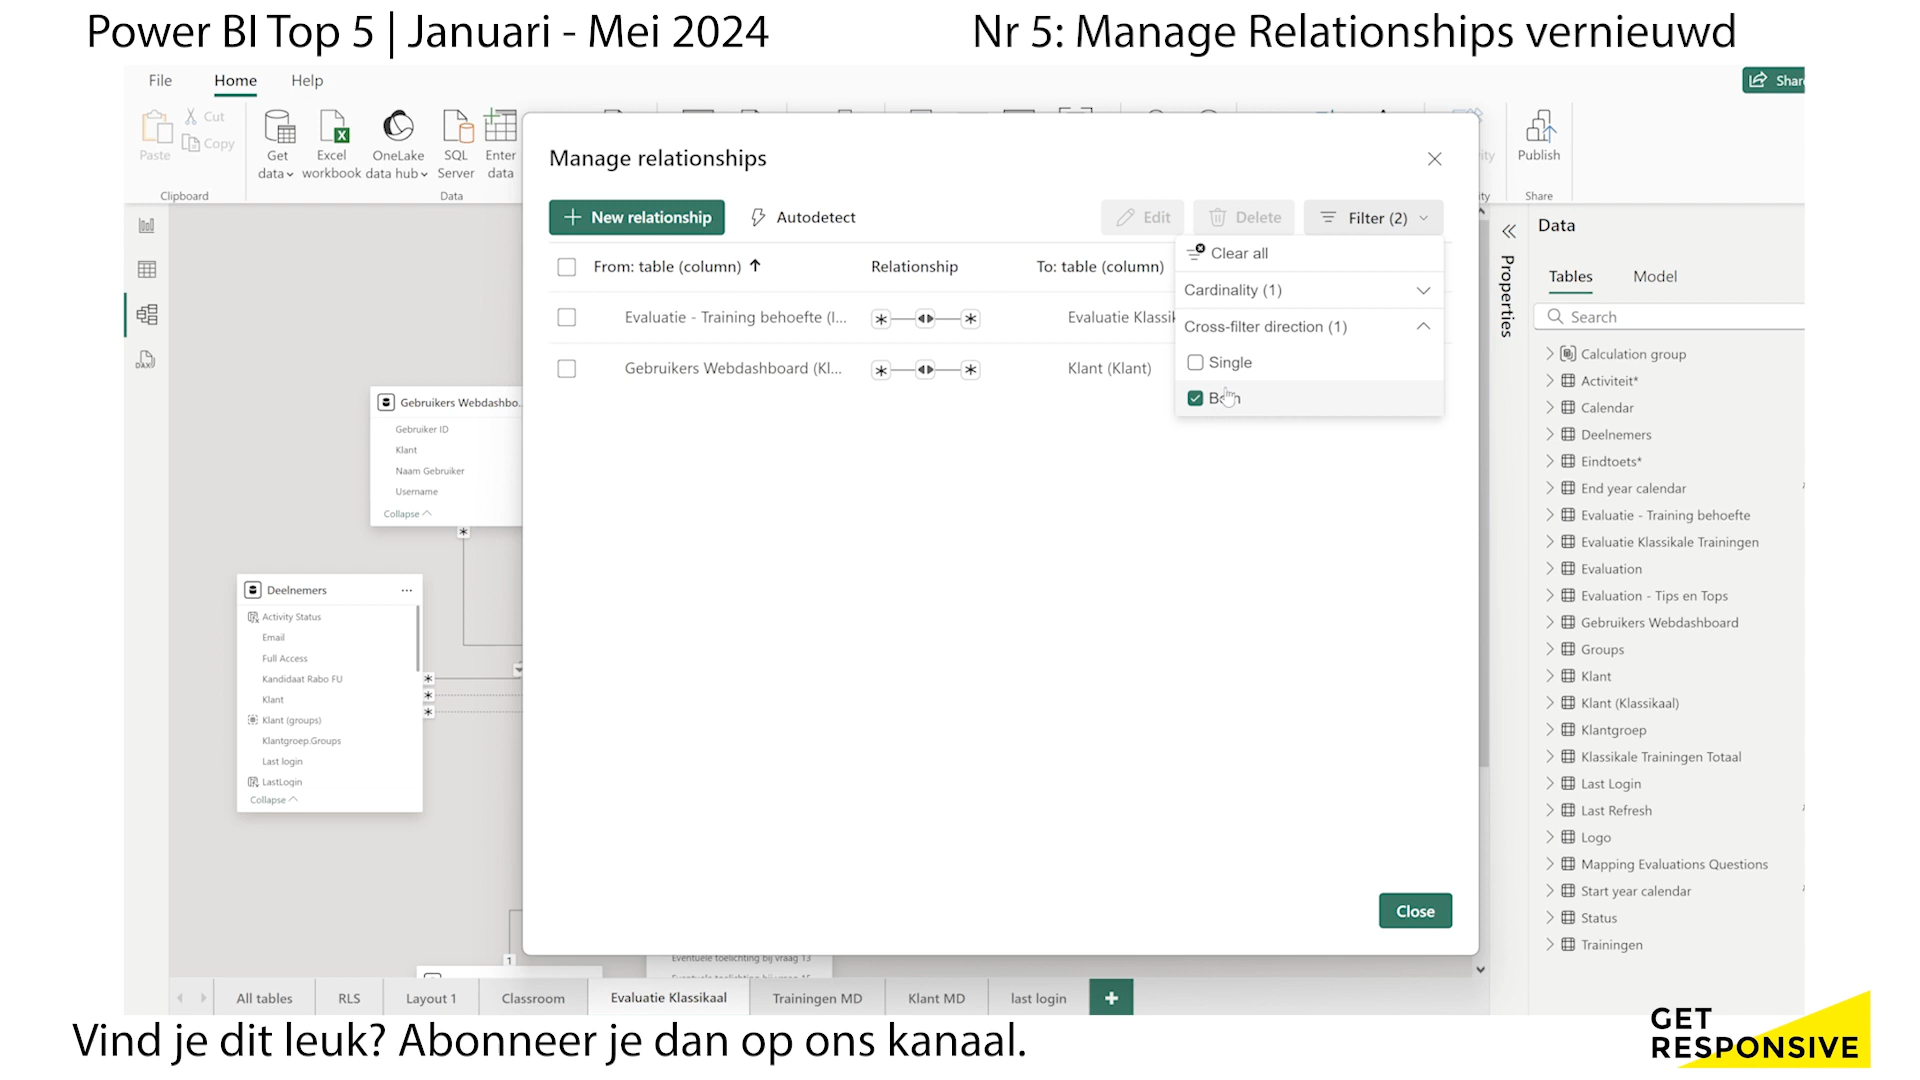 Power BI Top 5 | Januari - Mei 2024
Nr 5: Manage Relationships vernieuwd
File
Home
Help
Share
Paste
Cut
Copy
Clipboard
Get data
Excel workbook
OneLake data hub
SQL Server
Enter data
Data
Publish
Share
Manage relationships
New relationship
Autodetect
Edit
Delete
Filter (2)
From: table (column)
Relationship
To: table (column)
Evaluatie - Training behoefte (I...
Evaluatie Klassik
Gebruikers Webdashboard (Kl...
Klant (Klant)
Clear all
Cardinality (1)
Cross-filter direction (1)
Single
Both
Close
Gebruikers Webdashbo...
Gebruiker ID
Klant
Naam Gebruiker
Username
Collapse
Deelnemers
Activity Status
Email
Full Access
Kandidaat Rabo FU
Klant
Klant (groups)
Klantgroep.Groups
Last login
LastLogin
Collapse
1
Eventuele toelichting bij vraag 13
Properties
Data
Tables
Model
Search
Calculation group
Activiteit*
Calendar
Deelnemers
Eindtoets*
End year calendar
Evaluatie - Training behoefte
Evaluatie Klassikale Trainingen
Evaluation
Evaluation - Tips en Tops
Gebruikers Webdashboard
Groups
Klant
Klant (Klassikaal)
Klantgroep
Klassikale Trainingen Totaal
Last Login
Last Refresh
Logo
Mapping Evaluations Questions
Start year calendar
Status
Trainingen
All tables
RLS
Layout 1
Classroom
Evaluatie Klassikaal
Trainingen MD
Klant MD
last login
Vind je dit leuk? Abonneer je dan op ons kanaal.
GET
RESPONSIVE